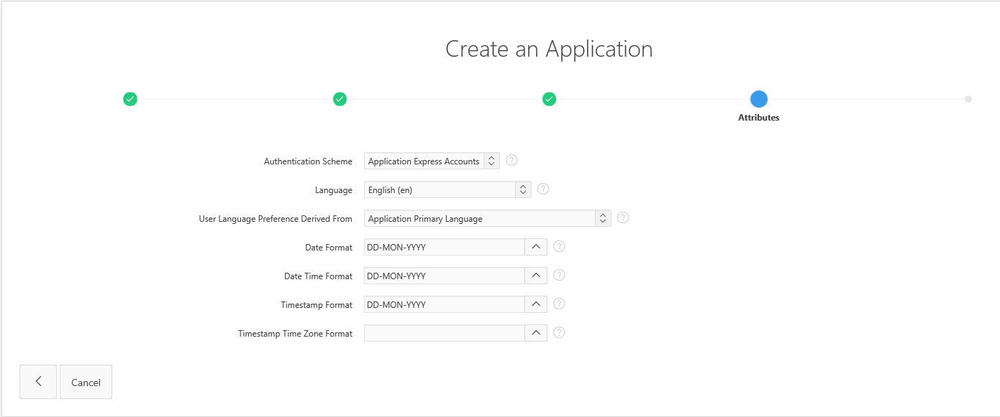 Create an Application
Attributes
Authentication Scheme Application Express Accounts ?
Language English (en) ?
User Language Preference Derived From Application Primary Language ?
Date Format DD-MON-YYYY ?
Date Time Format DD-MON-YYYY ?
Timestamp Format DD-MON-YYYY ?
Timestamp Time Zone Format ?
Cancel